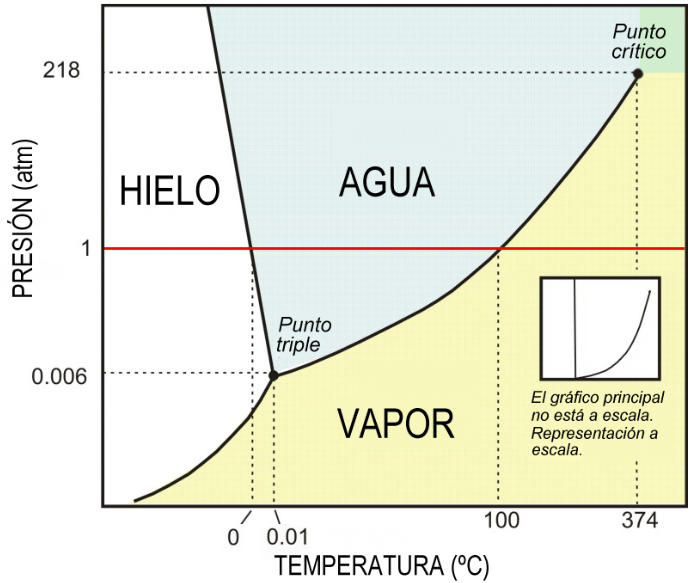 Punto
crítico
218
HIELO
AGUA
PRESIÓN (atm)
1
Punto
triple
0.006
VAPOR
El gráfico principal
no está a escala.
Representación a
escala.
0
0.01
100
374
TEMPERATURA (ºC)